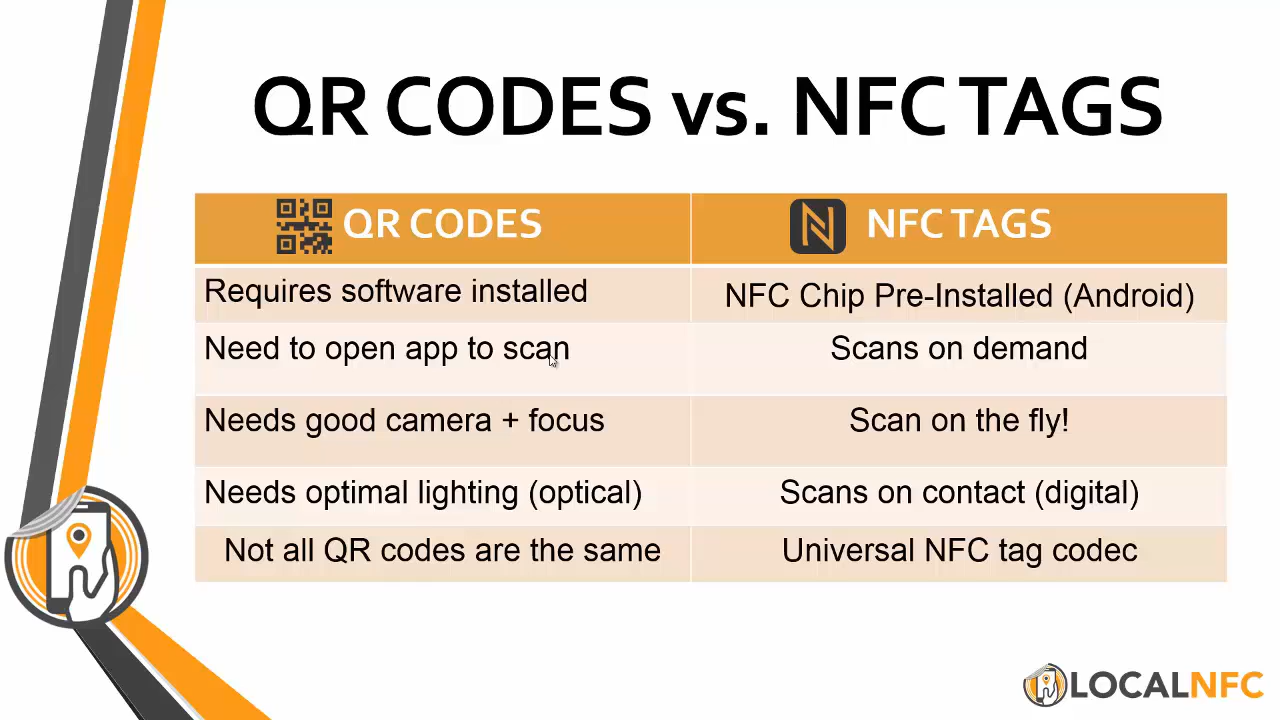 QR CODES vs. NFC TAGS
QR CODES
NFC TAGS
Requires software installed
NFC Chip Pre-Installed (Android)
Need to open app to scan
Scans on demand
Needs good camera + focus
Scan on the fly!
Needs optimal lighting (optical)
Scans on contact (digital)
Not all QR codes are the same
Universal NFC tag codec
LOCALNFC